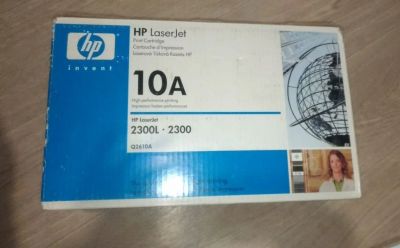 hp
invent
HP LaserJet
Print Cartridge
Cartouche d'impression
10A
High-performance printing
HP LaserJet
2300L · 2300
Q2610A